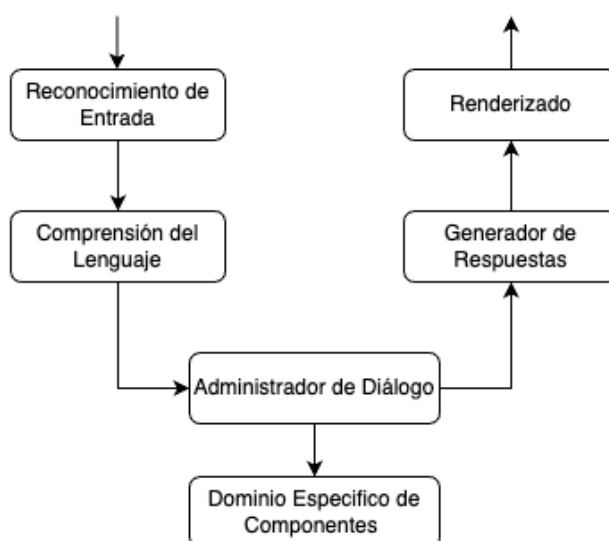 Reconocimiento de
Entrada
Renderizado
Comprensión del
Lenguaje
Generador de
Respuestas
Administrador de Diálogo
Dominio Especifico de
Componentes